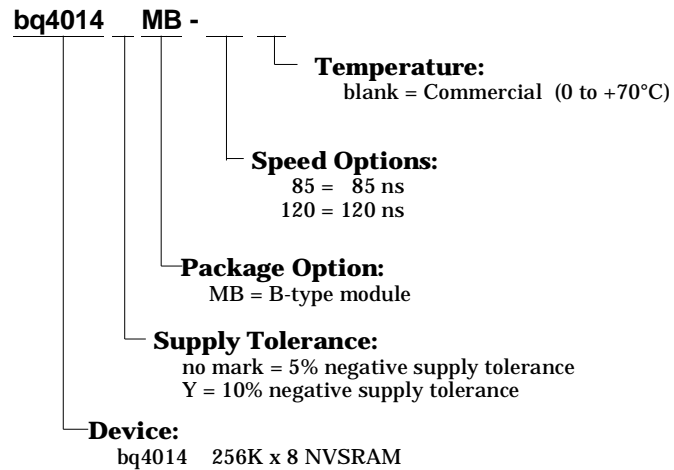 bq4014 MB -
Temperature:
blank = Commercial (0 to +70°C)
Speed Options:
85 = 85 ns
120 = 120 ns
Package Option:
MB = B-type module
Supply Tolerance:
no mark = 5% negative supply tolerance
Y = 10% negative supply tolerance
Device:
bq4014 256K x 8 NVSRAM